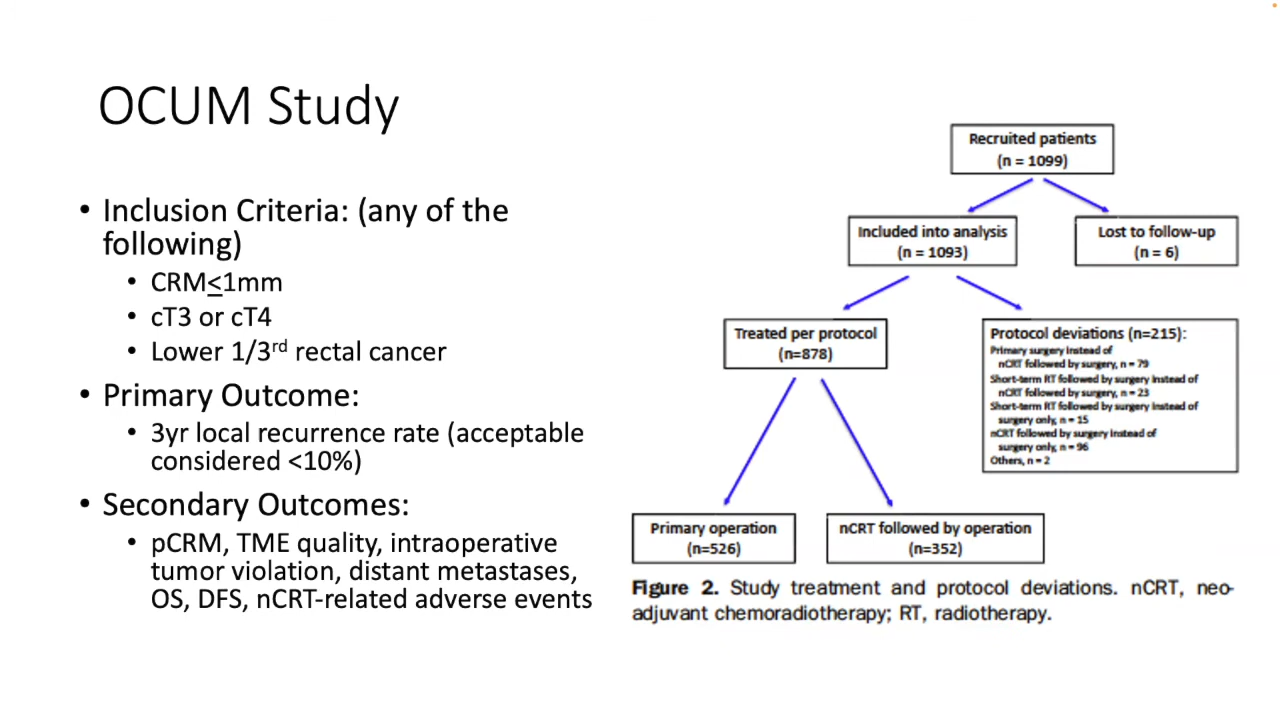 OCUM Study
• Inclusion Criteria: (any of the
following)
• CRM≤1mm
• cT3 or cT4
• Lower 1/3rd rectal cancer
• Primary Outcome:
• 3yr local recurrence rate (acceptable
considered <10%)
• Secondary Outcomes:
• pCRM, TME quality, intraoperative
tumor violation, distant metastases,
OS, DFS, nCRT-related adverse events
Recruited patients
(n = 1099)
Included into analysis
(n = 1093)
Lost to follow-up
(n = 6)
Treated per protocol
(n=878)
Protocol deviations (n=215):
Primary surgery instead of
nCRT followed by surgery, n = 79
Short-term RT followed by surgery instead of
nCRT followed by surgery, n = 23
Short-term RT followed by surgery instead of
surgery only, n = 15
nCRT followed by surgery instead of
surgery only, n = 96
Others, n = 2
Primary operation
(n=526)
nCRT followed by operation
(n=352)
Figure 2. Study treatment and protocol deviations. nCRT, neo-
adjuvant chemoradiotherapy; RT, radiotherapy.